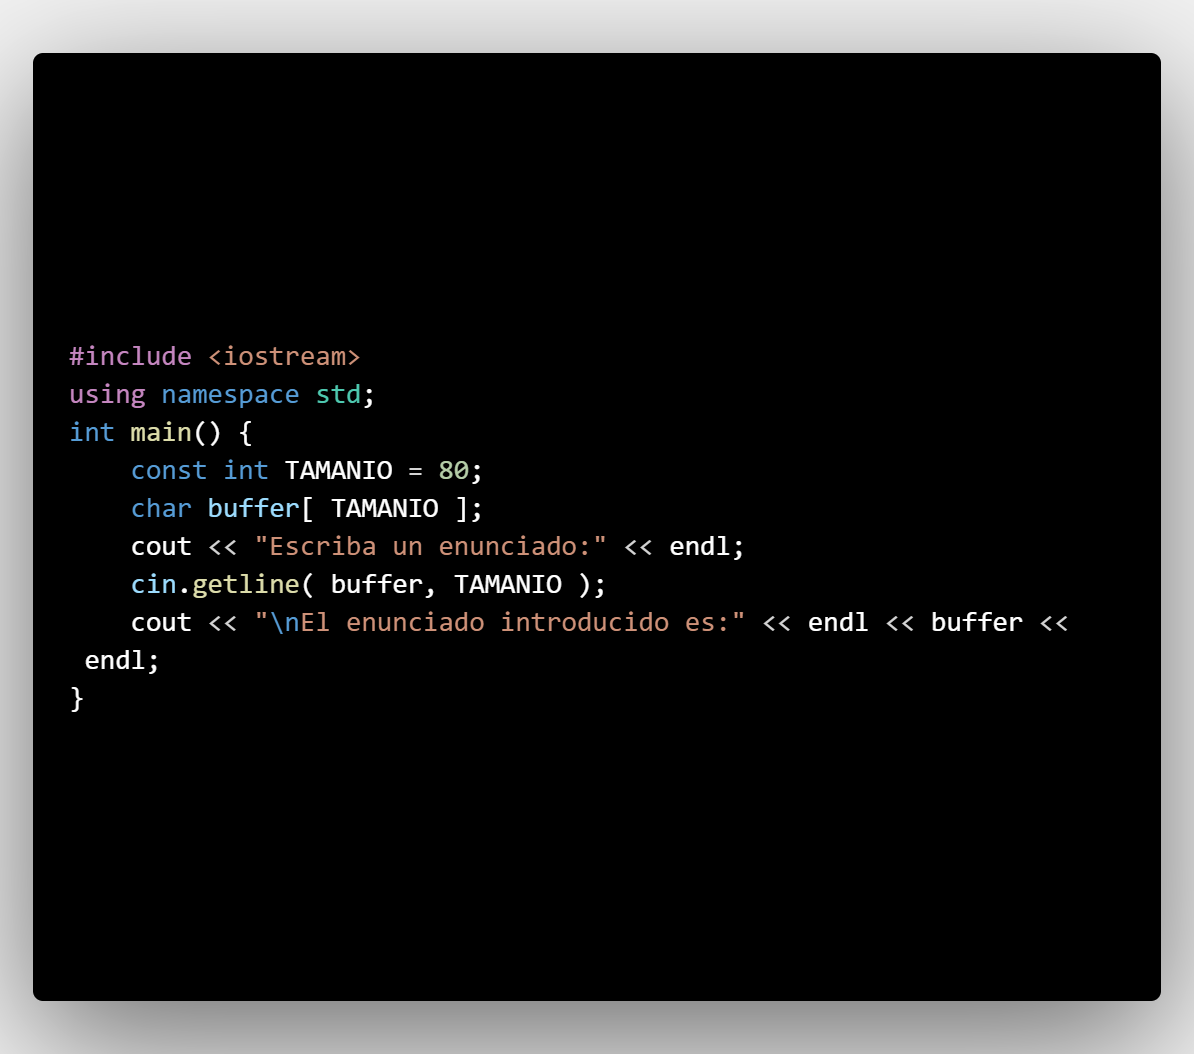 #include <iostream>
using namespace std;
int main() {
    const int TAMANIO = 80;
    char buffer[ TAMANIO ];
    cout << "Escriba un enunciado:" << endl;
    cin.getline( buffer, TAMANIO );
    cout << "\nEl enunciado introducido es:" << endl << buffer <<
 endl;
}